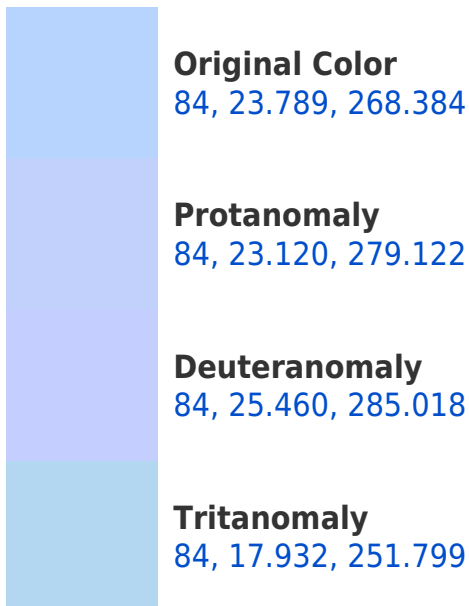 Original Color
84, 23.789, 268.384
Protanomaly
84, 23.120, 279.122
Deuteranomaly
84, 25.460, 285.018
Tritanomaly
84, 17.932, 251.799